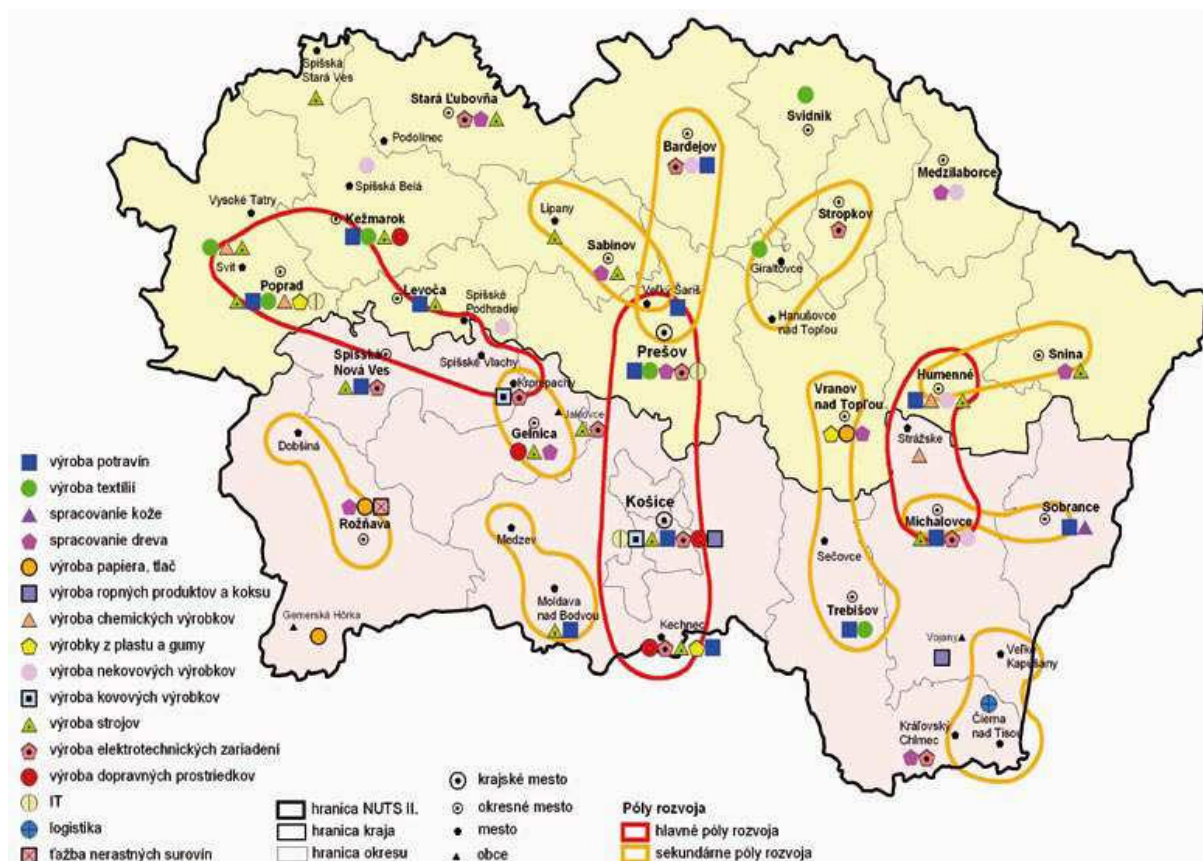 Spišská
Stará Ves
Stará Ľubovňa
Podolínec
Svidník
Bardejov
Medzilaborce
Spišská Belá
Vysoké Tatry
Kežmarok
Lipany
Stropkov
Sabinov
Giraltovce
Svit
Poprad
Levoča
Spišské
Podhradie
Veľký Šariš
Hanušovce
nad Topľou
Prešov
Spišské Vlachy
Spišská
Nová Ves
Krompachy
Snina
Humenné
Vranov
nad Topľou
Jaklovce
Gelnica
Strážske
Dobšiná
Košice
Michalovce
Sobrance
Rožňava
Medzev
Sečovce
Moldava
nad Bodvou
Trebišov
Gemerská Hôrka
Kechnec
Vojany
Veľké
Kapušany
Kráľovský
Chlmec
Čierna
nad Tisou
výroba potravín
výroba textílií
spracovanie kože
spracovanie dreva
výroba papiera, tlač
výroba ropných produktov a koksu
výroba chemických výrobkov
výrobky z plastu a gumy
výroba nekovových výrobkov
výroba kovových výrobkov
výroba strojov
výroba elektrotechnických zariadení
výroba dopravných prostriedkov
IT
logistika
ťažba nerastných surovín
hranica NUTS II.
hranica kraja
hranica okresu
krajské mesto
okresné mesto
mesto
obce
Póly rozvoja
hlavné póly rozvoja
sekundárne póly rozvoja